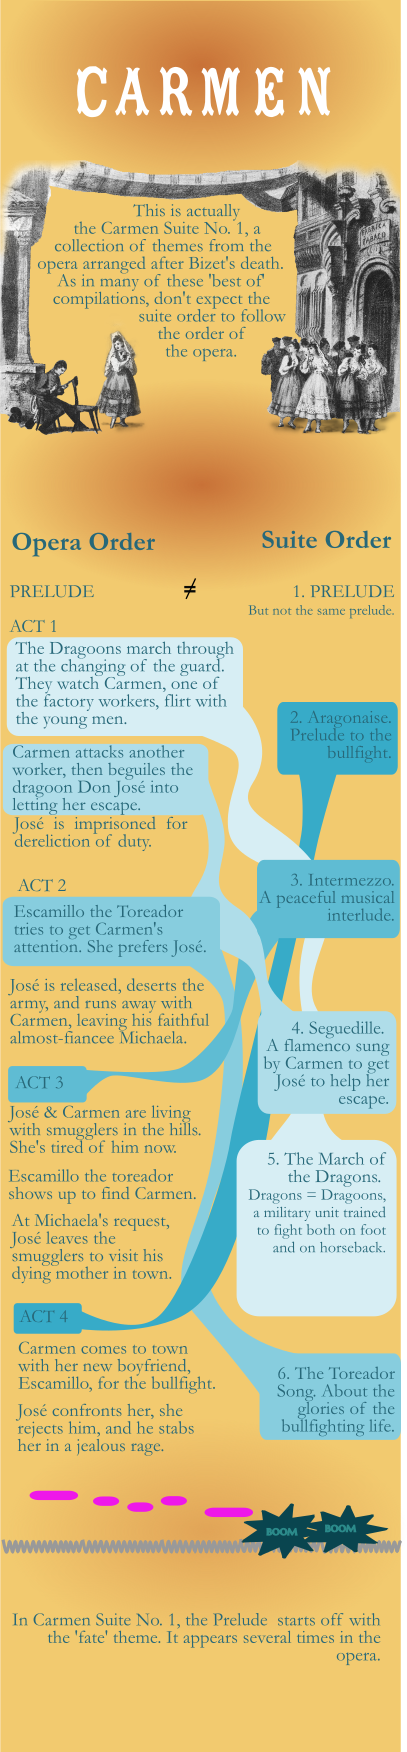 CARMEN
This is actually
the Carmen Suite No. 1, a
collection of themes from the
opera arranged after Bizet's death.
As in many of these 'best of'
compilations, don't expect the
suite order to follow
the order of
the opera.
Opera Order
Suite Order
PRELUDE
≠
1. PRELUDE
But not the same prelude.
ACT 1
The Dragoons march through
at the changing of the guard.
They watch Carmen, one of
the factory workers, flirt with
the young men.
2. Aragonaise.
Prelude to the
bullfight.
Carmen attacks another
worker, then beguiles the
dragoon Don José into
letting her escape.
José is imprisoned for
dereliction of duty.
3. Intermezzo.
A peaceful musical
interlude.
ACT 2
Escamillo the Toreador
tries to get Carmen's
attention. She prefers José.
José is released, deserts the
army, and runs away with
Carmen, leaving his faithful
almost-fiancee Michaela.
4. Seguedille.
A flamenco sung
by Carmen to get
José to help her
escape.
ACT 3
José & Carmen are living
with smugglers in the hills.
She's tired of him now.
Escamillo the toreador
shows up to find Carmen.
At Michaela's request,
José leaves the
smugglers to visit his
dying mother in town.
5. The March of
the Dragons.
Dragons = Dragoons,
a military unit trained
to fight both on foot
and on horseback.
ACT 4
Carmen comes to town
with her new boyfriend,
Escamillo, for the bullfight.
José confronts her, she
rejects him, and he stabs
her in a jealous rage.
6. The Toreador
Song. About the
glories of the
bullfighting life.
BOOM
BOOM
In Carmen Suite No. 1, the Prelude starts off with
the 'fate' theme. It appears several times in the
opera.